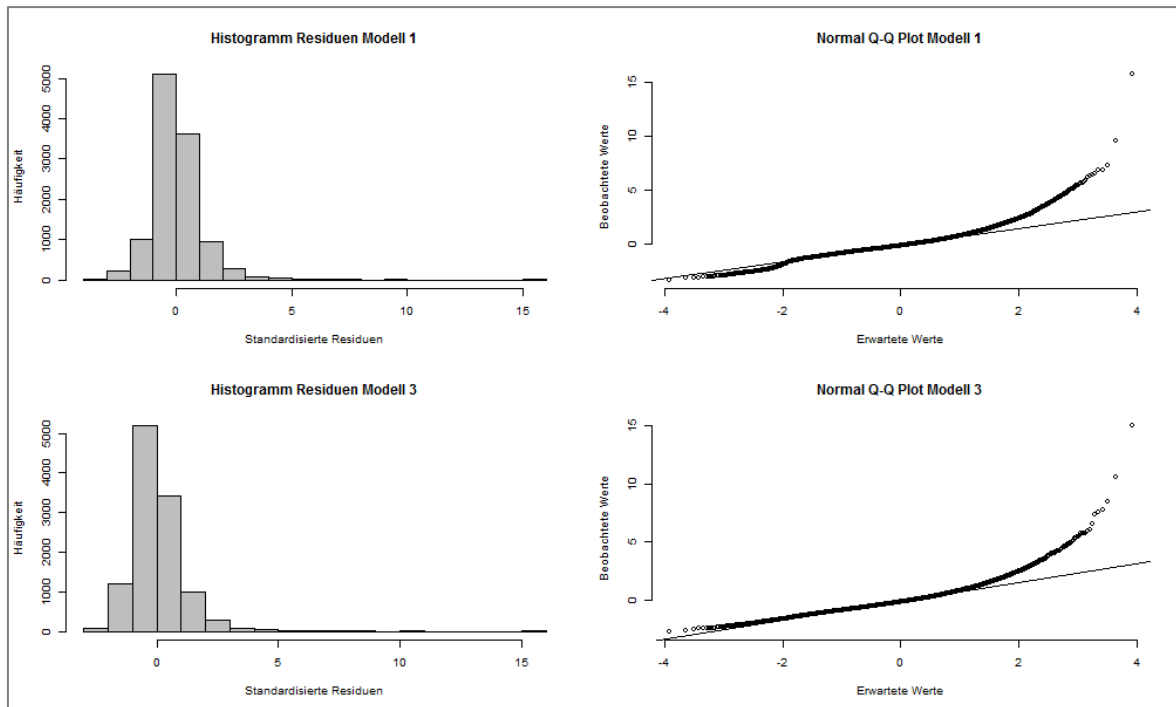 Histogramm Residuen Modell 1
Häufigkeit
5000
4000
3000
2000
1000
0
0 5 10 15
Standardisierte Residuen
Normal Q-Q Plot Modell 1
Beobachtete Werte
15
10
5
0
-4 -2 0 2 4
Erwartete Werte
Histogramm Residuen Modell 3
Häufigkeit
5000
4000
3000
2000
1000
0
0 5 10 15
Standardisierte Residuen
Normal Q-Q Plot Modell 3
Beobachtete Werte
15
10
5
0
-4 -2 0 2 4
Erwartete Werte